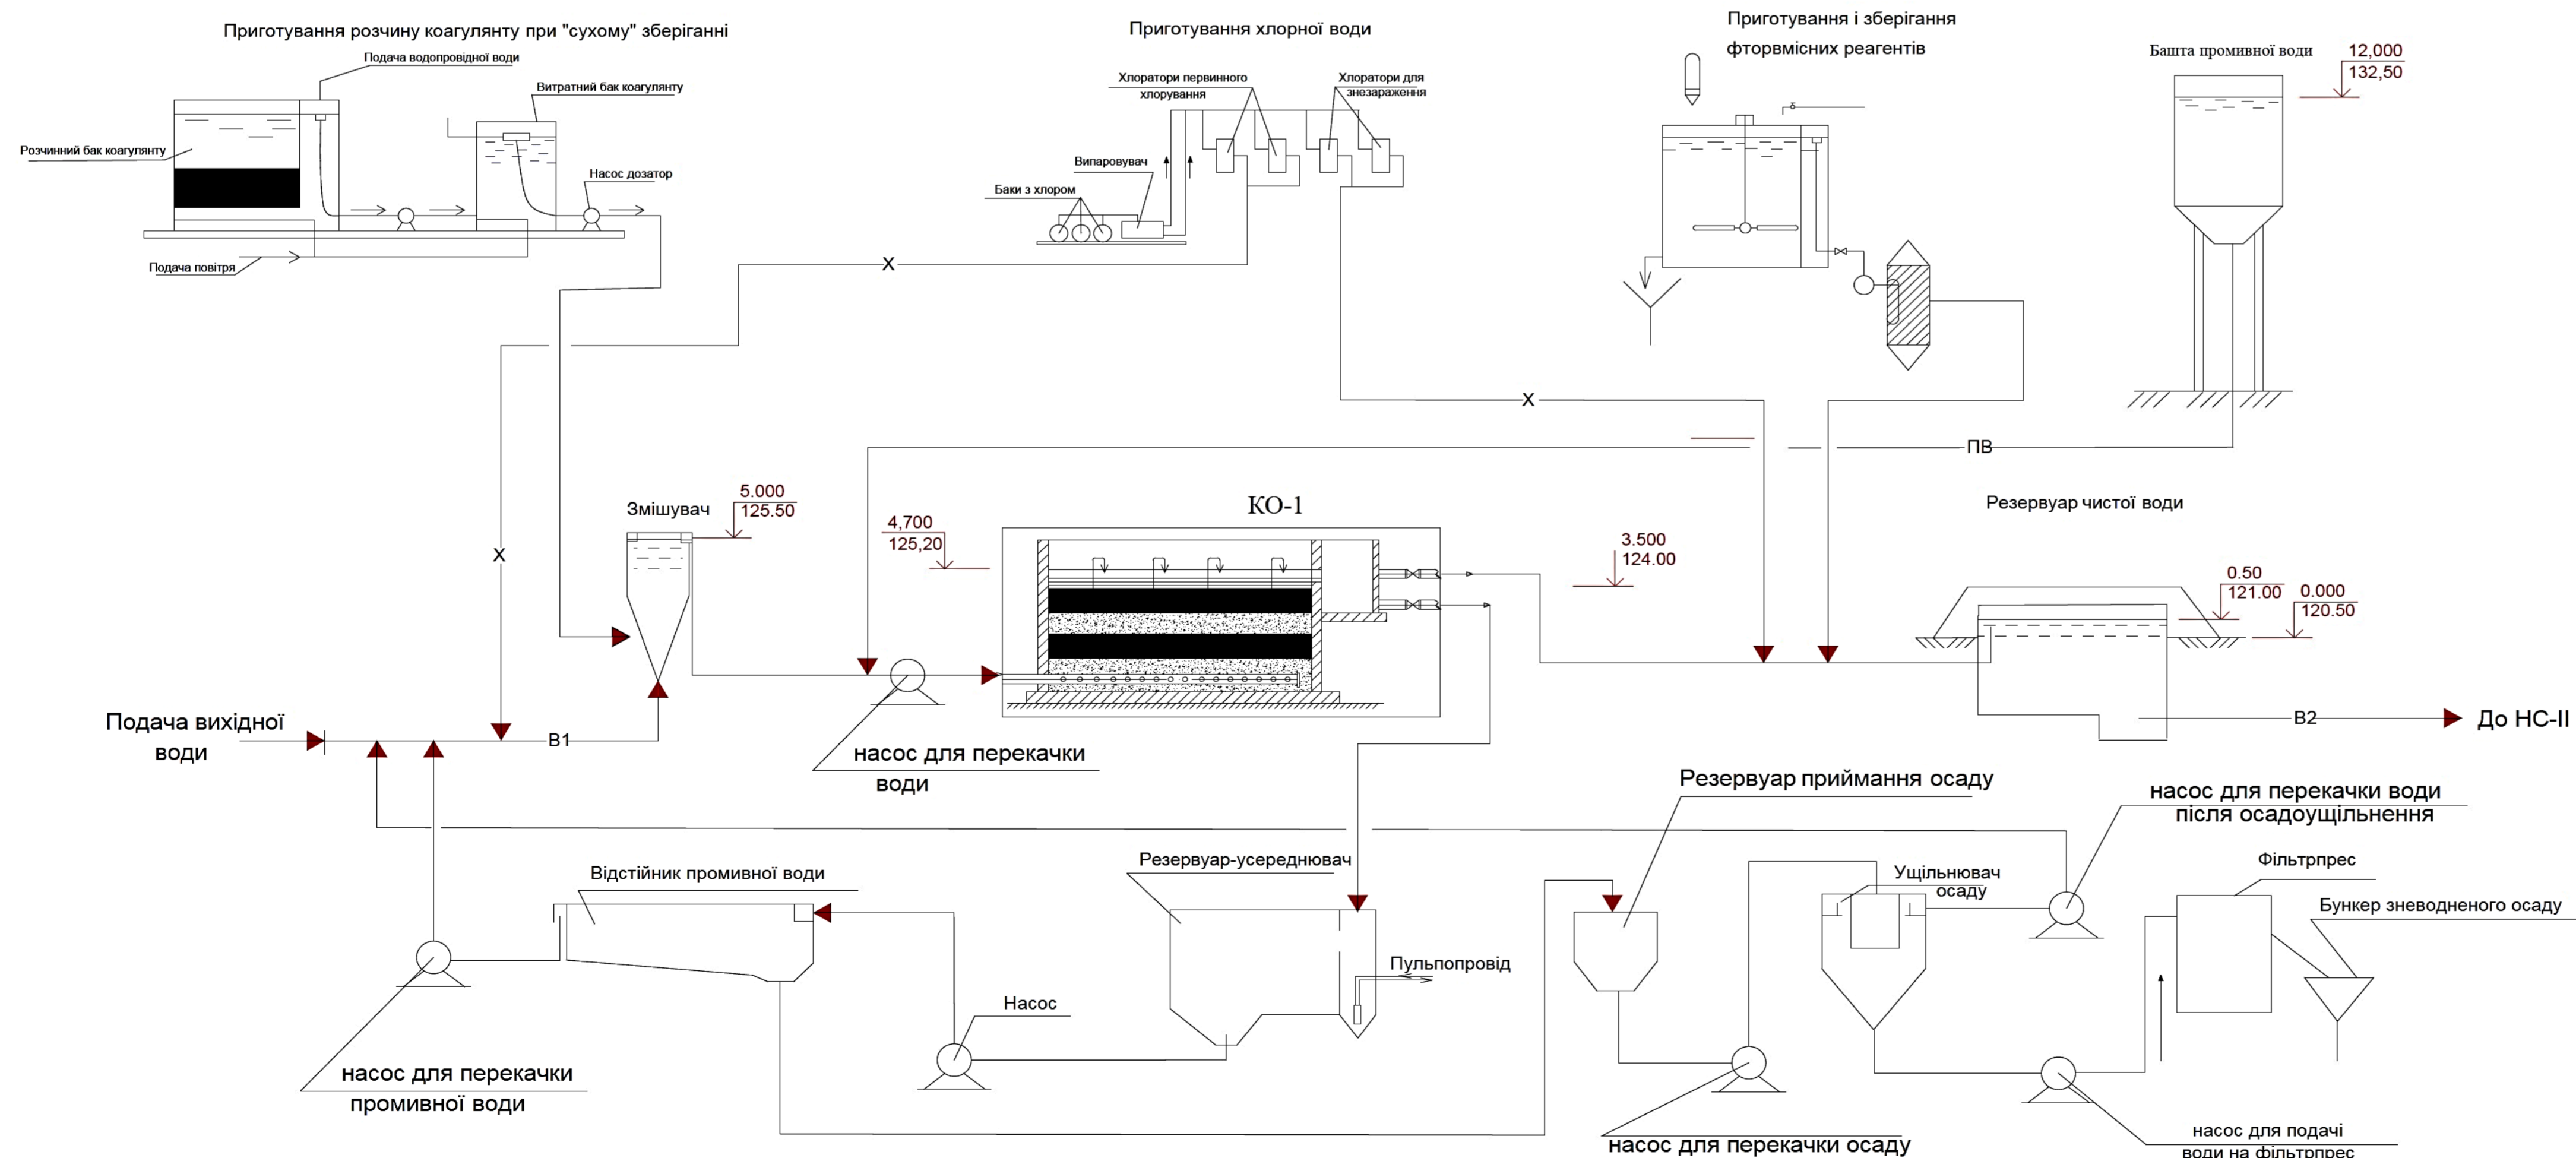 Приготування розчину коагулянту при "сухому" зберіганні
Подача водопровідної води
Витратний бак коагулянту
Розчинний бак коагулянту
Насос дозатор
Подача повітря
Приготування хлорної води
Хлоратори первинного
хлорування
Хлоратори для
знезараження
Випаровувач
Баки з хлором
Приготування і зберігання
фторвмісних реагентів
Башта промивної води
12,000
132,50
Х
Х
Х
ПВ
Змішувач
5.000
125.50
4,700
125,20
КО-1
3.500
124.00
Резервуар чистої води
0.50
121.00
0.000
120.50
Подача вихідної
води
В1
насос для перекачки
води
В2
До НС-ІІ
Резервуар приймання осаду
насос для перекачки води
після осадоущільнення
Відстійник промивної води
Резервуар-усереднювач
Ущільнювач
осаду
Фільтрпрес
Бункер зневодненого осаду
Пульпопровід
Насос
насос для перекачки
промивної води
насос для перекачки осаду
насос для подачі
води на фільтрпрес